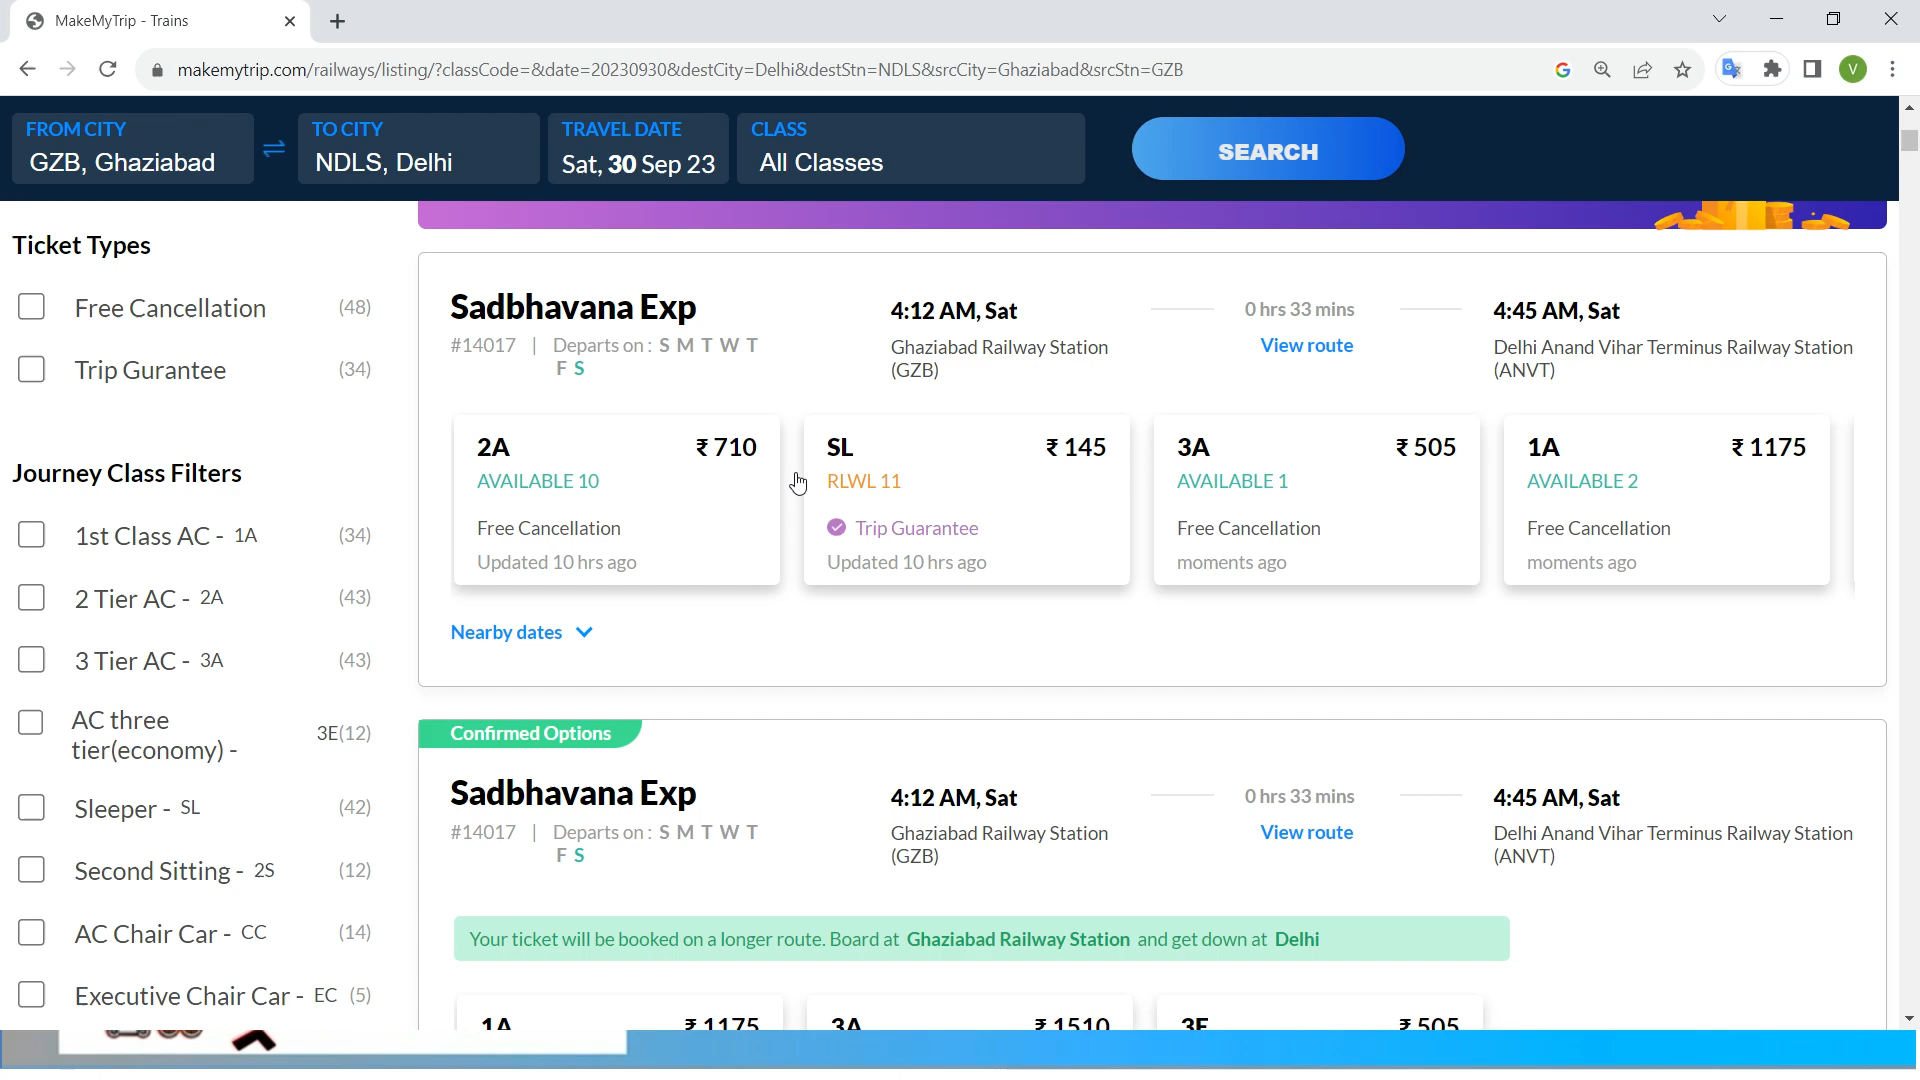 MakeMyTrip - Trains
makemytrip.com/railways/listing/?classCode=&date=20230930&destCity=Delhi&destStn=NDLS&srcCity=Ghaziabad&srcStn=GZB
V
FROM CITY
GZB, Ghaziabad
TO CITY
NDLS, Delhi
TRAVEL DATE
Sat, 30 Sep 23
CLASS
All Classes
SEARCH
Ticket Types
Free Cancellation (48)
Trip Gurantee (34)
Journey Class Filters
1st Class AC - 1A (34)
2 Tier AC - 2A (43)
3 Tier AC - 3A (43)
AC three
tier(economy) - 3E(12)
Sleeper - SL (42)
Second Sitting - 2S (12)
AC Chair Car - CC (14)
Executive Chair Car - EC (5)
Sadbhavana Exp
#14017 | Departs on : S M T W T
F S
4:12 AM, Sat
Ghaziabad Railway Station
(GZB)
0 hrs 33 mins
View route
4:45 AM, Sat
Delhi Anand Vihar Terminus Railway Station
(ANVT)
2A ₹ 710
AVAILABLE 10
Free Cancellation
Updated 10 hrs ago
SL ₹ 145
RLWL 11
Trip Guarantee
Updated 10 hrs ago
3A ₹ 505
AVAILABLE 1
Free Cancellation
moments ago
1A ₹ 1175
AVAILABLE 2
Free Cancellation
moments ago
Nearby dates
Confirmed Options
Sadbhavana Exp
#14017 | Departs on : S M T W T
F S
4:12 AM, Sat
Ghaziabad Railway Station
(GZB)
0 hrs 33 mins
View route
4:45 AM, Sat
Delhi Anand Vihar Terminus Railway Station
(ANVT)
Your ticket will be booked on a longer route. Board at Ghaziabad Railway Station and get down at Delhi
1A ₹ 1175
3A ₹ 1510
3E ₹ 505